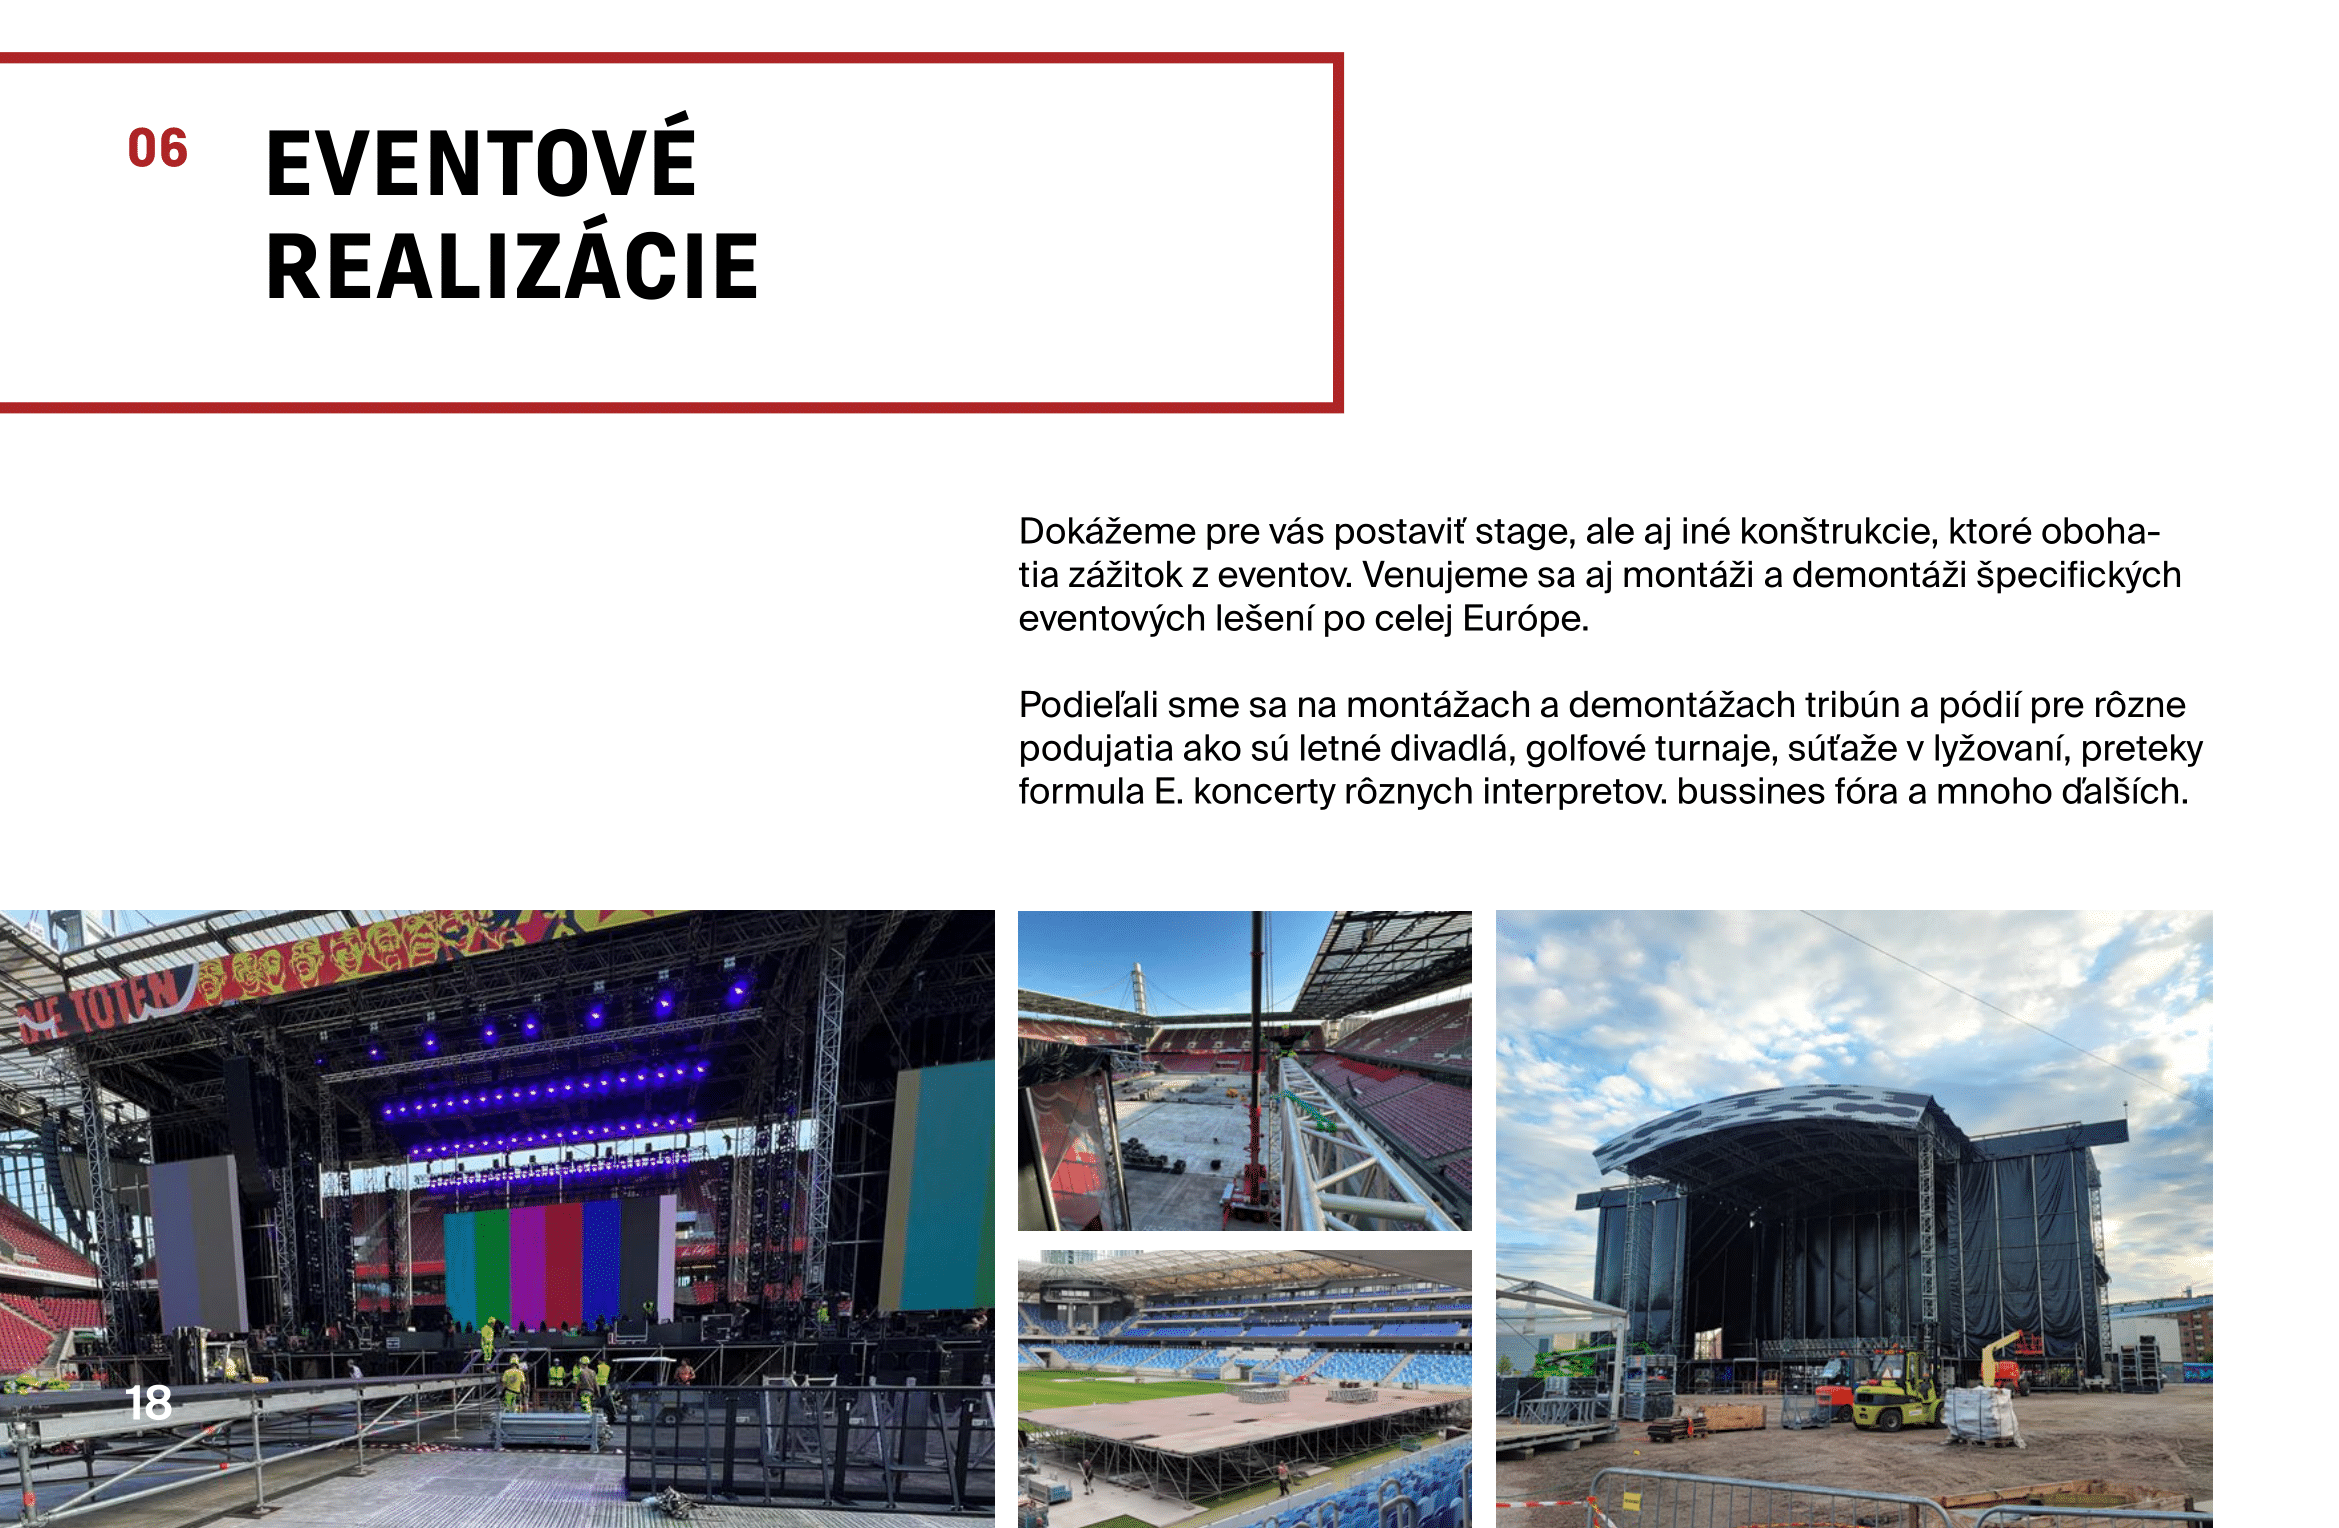 06
EVENTOVÉ
REALIZÁCIE
Dokážeme pre vás postaviť stage, ale aj iné konštrukcie, ktoré oboha-
tia zážitok z eventov. Venujeme sa aj montáži a demontáži špecifických
eventových lešení po celej Európe.
Podieľali sme sa na montážach a demontážach tribún a pódií pre rôzne
podujatia ako sú letné divadlá, golfové turnaje, súťaže v lyžovaní, preteky
formula E. koncerty rôznych interpretov. bussines fóra a mnoho ďalších.
DIE TOTEN
18